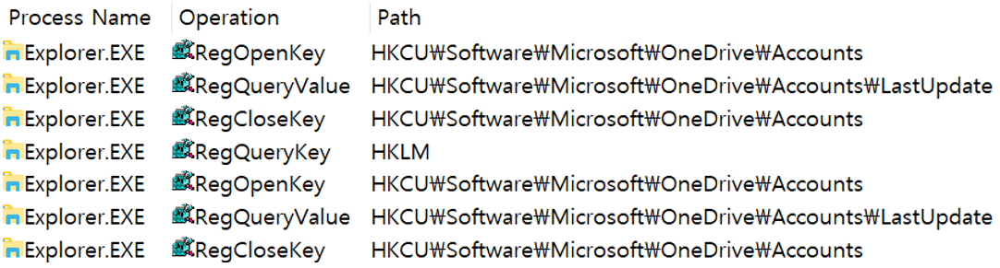 Process Name Operation Path
Explorer.EXE RegOpenKey HKCU₩Software₩Microsoft₩OneDrive₩Accounts
Explorer.EXE RegQueryValue HKCU₩Software₩Microsoft₩OneDrive₩Accounts₩LastUpdate
Explorer.EXE RegCloseKey HKCU₩Software₩Microsoft₩OneDrive₩Accounts
Explorer.EXE RegQueryKey HKLM
Explorer.EXE RegOpenKey HKCU₩Software₩Microsoft₩OneDrive₩Accounts
Explorer.EXE RegQueryValue HKCU₩Software₩Microsoft₩OneDrive₩Accounts₩LastUpdate
Explorer.EXE RegCloseKey HKCU₩Software₩Microsoft₩OneDrive₩Accounts